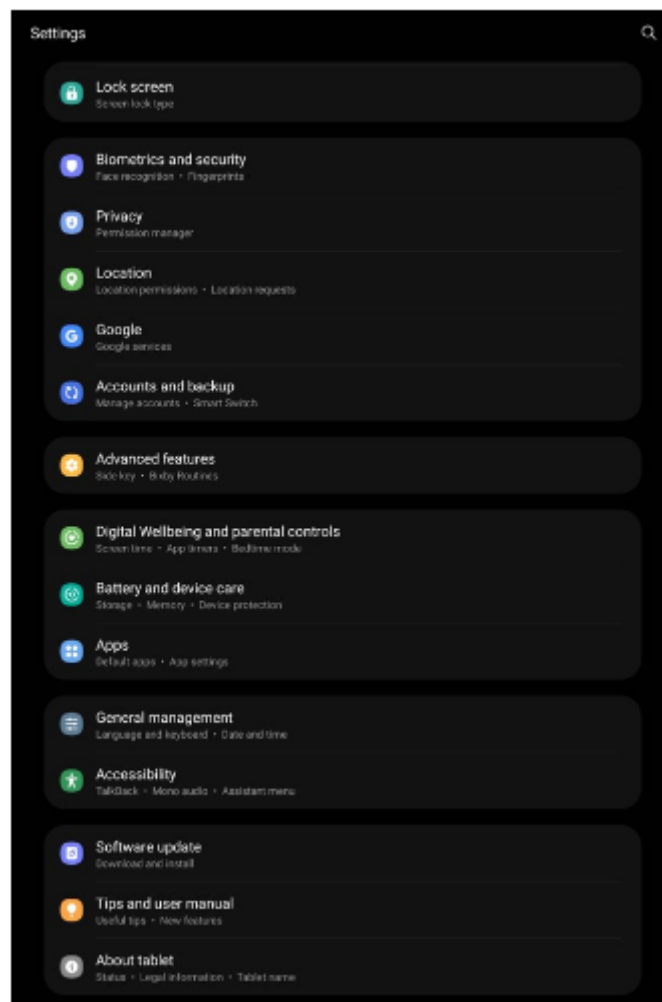 Settings
Lock screen
Screen lock type
Biometrics and security
Face recognition • Fingerprints
Privacy
Permission manager
Location
Location permissions • Location requests
Google
Google services
Accounts and backup
Manage accounts • Smart Switch
Advanced features
Side key • Bixby Routines
Digital Wellbeing and parental controls
Screen time • App timers • Bedtime mode
Battery and device care
Storage • Memory • Device protection
Apps
Default apps • App settings
General management
Language and keyboard • Date and time
Accessibility
TalkBack • Mono audio • Assistant menu
Software update
Download and install
Tips and user manual
Useful tips • New features
About tablet
Status • Legal information • Tablet name